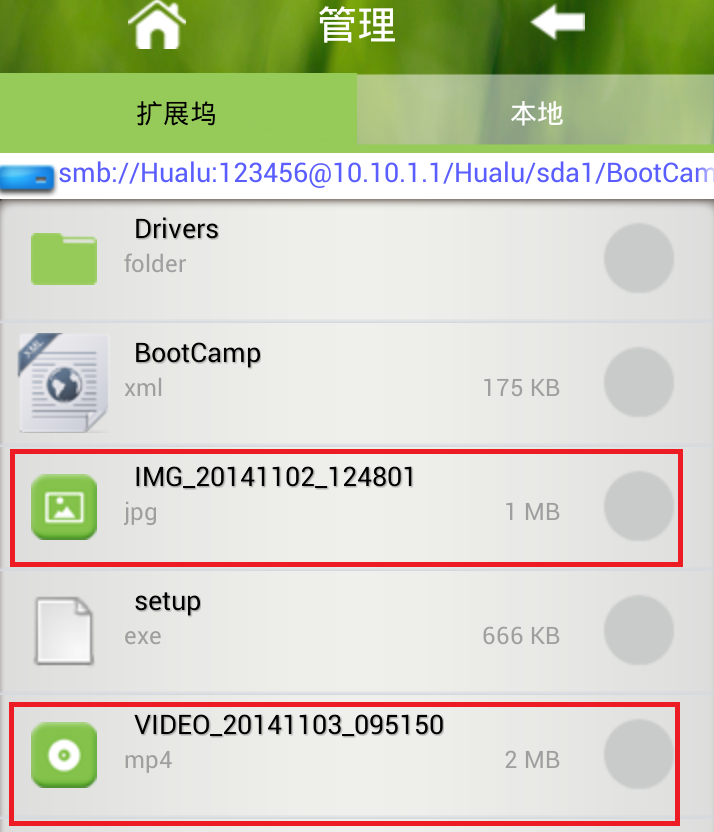 管理
扩展坞
本地
smb://Hualu:123456@10.10.1.1/Hualu/sda1/BootCam
Drivers
folder
XML
BootCamp
xml
175 KB
IMG_20141102_124801
jpg
1 MB
setup
exe
666 KB
VIDEO_20141103_095150
mp4
2 MB